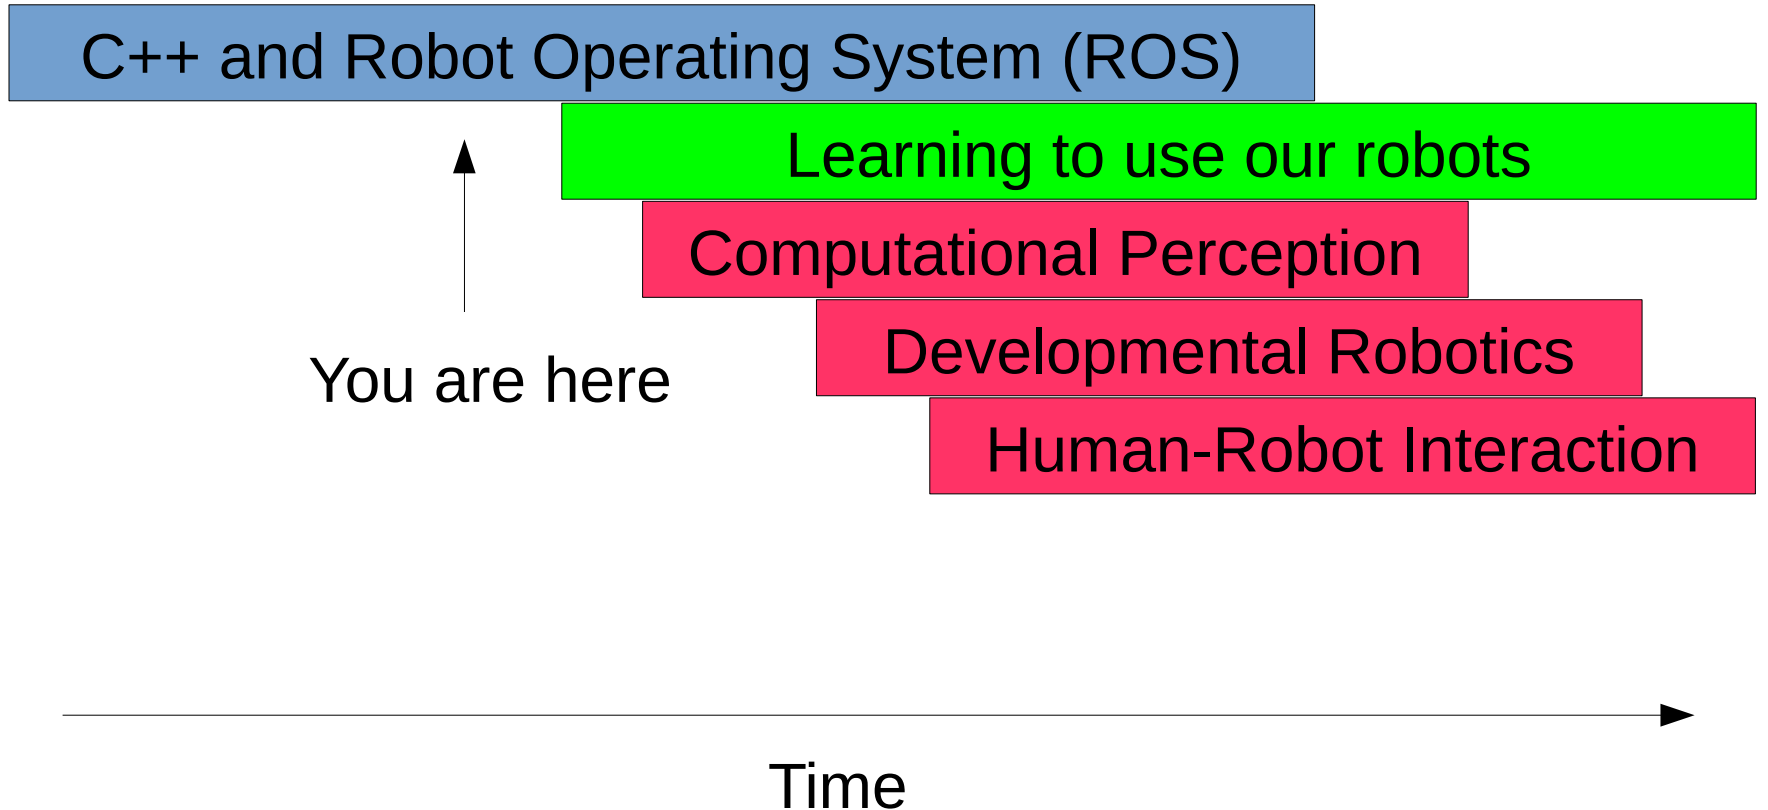 C++ and Robot Operating System (ROS)
Learning to use our robots
Computational Perception
Developmental Robotics
You are here
Human-Robot Interaction
Time